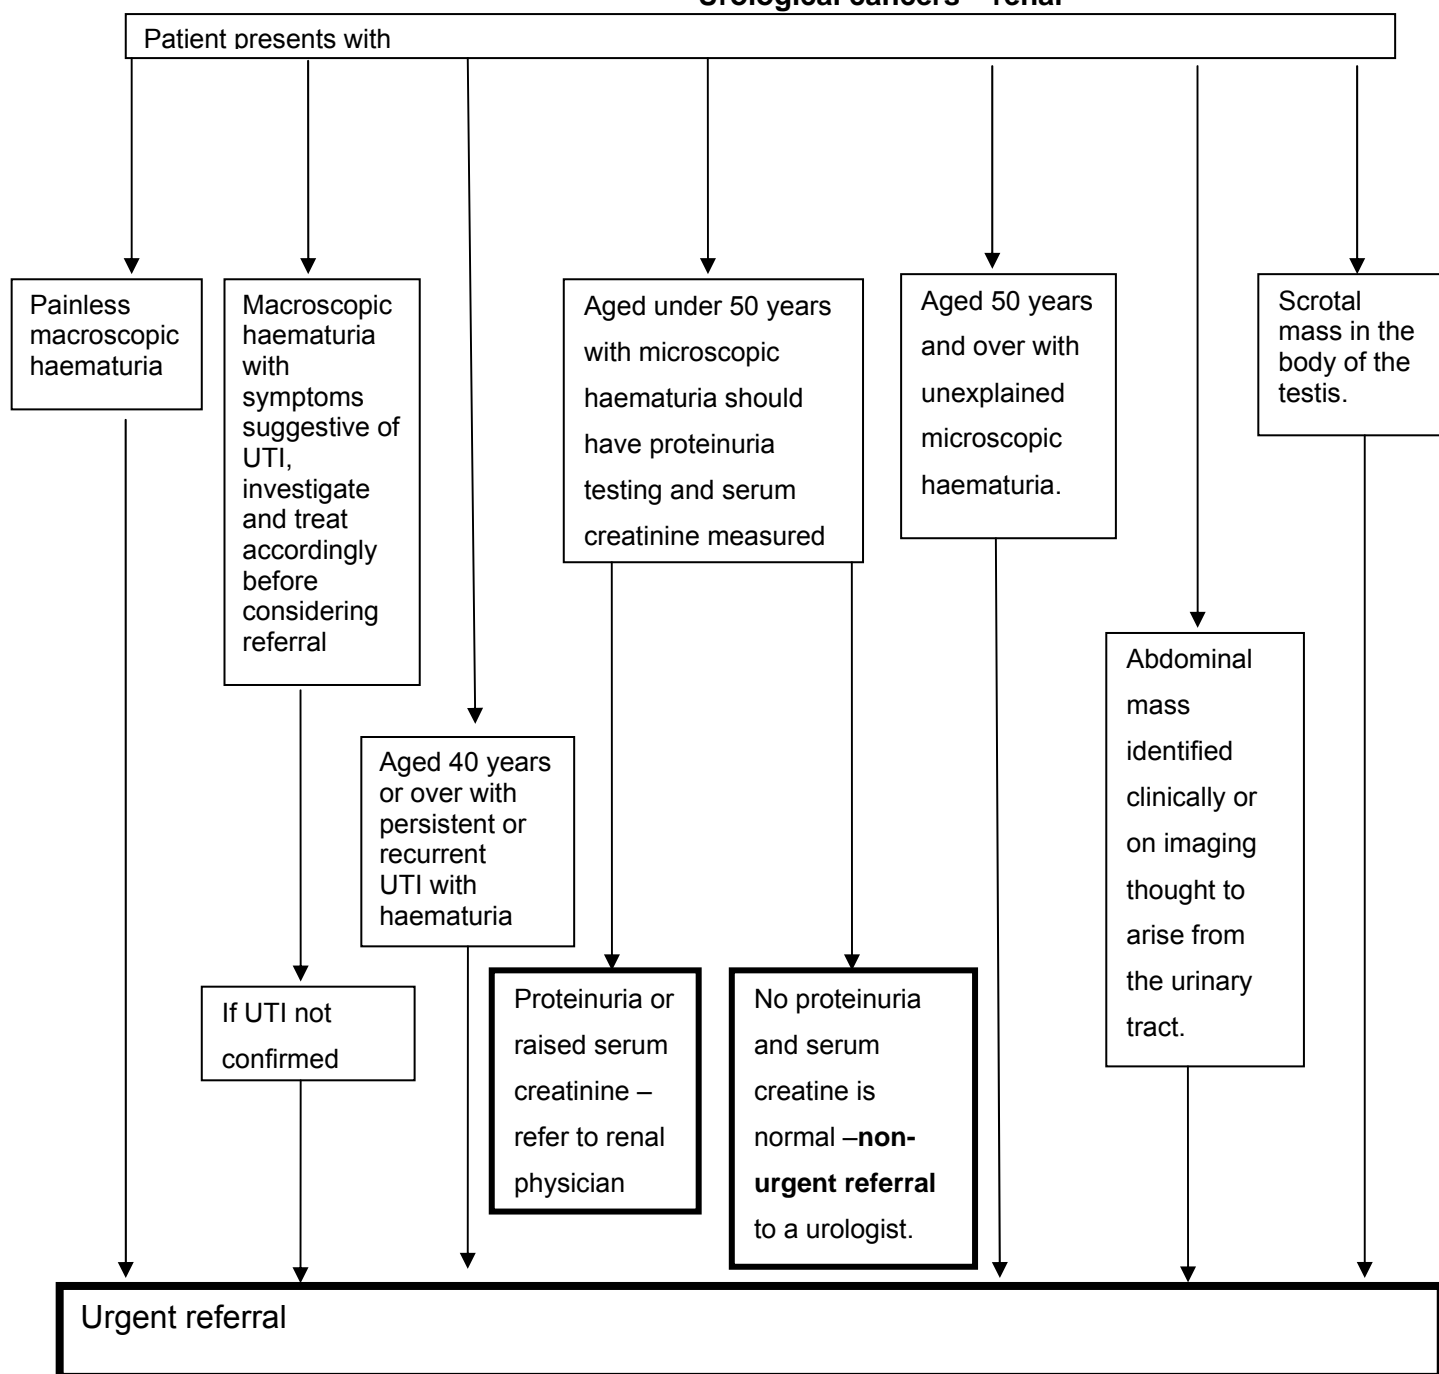 Urological cancers – renal
Patient presents with
Painless
macroscopic
haematuria
Macroscopic
haematuria
with
symptoms
suggestive of
UTI,
investigate
and treat
accordingly
before
considering
referral
Aged under 50 years
with microscopic
haematuria should
have proteinuria
testing and serum
creatinine measured
Aged 50 years
and over with
unexplained
microscopic
haematuria.
Scrotal
mass in the
body of the
testis.
Abdominal
mass
identified
clinically or
on imaging
thought to
arise from
the urinary
tract.
Aged 40 years
or over with
persistent or
recurrent
UTI with
haematuria
If UTI not
confirmed
Proteinuria or
raised serum
creatinine –
refer to renal
physician
No proteinuria
and serum
creatine is
normal –non-
urgent referral
to a urologist.
Urgent referral